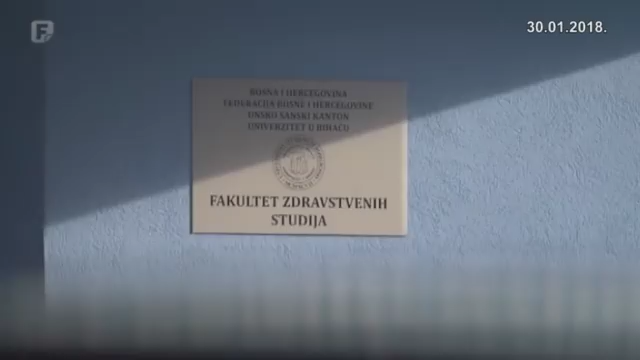 30.01.2018.
BOSNA I HERCEGOVINA
FEDERACIJA BOSNE I HERCEGOVINE
UNSKO SANSKI KANTON
UNIVERZITET U BIHAĆU
FAKULTET ZDRAVSTVENIH
STUDIJA